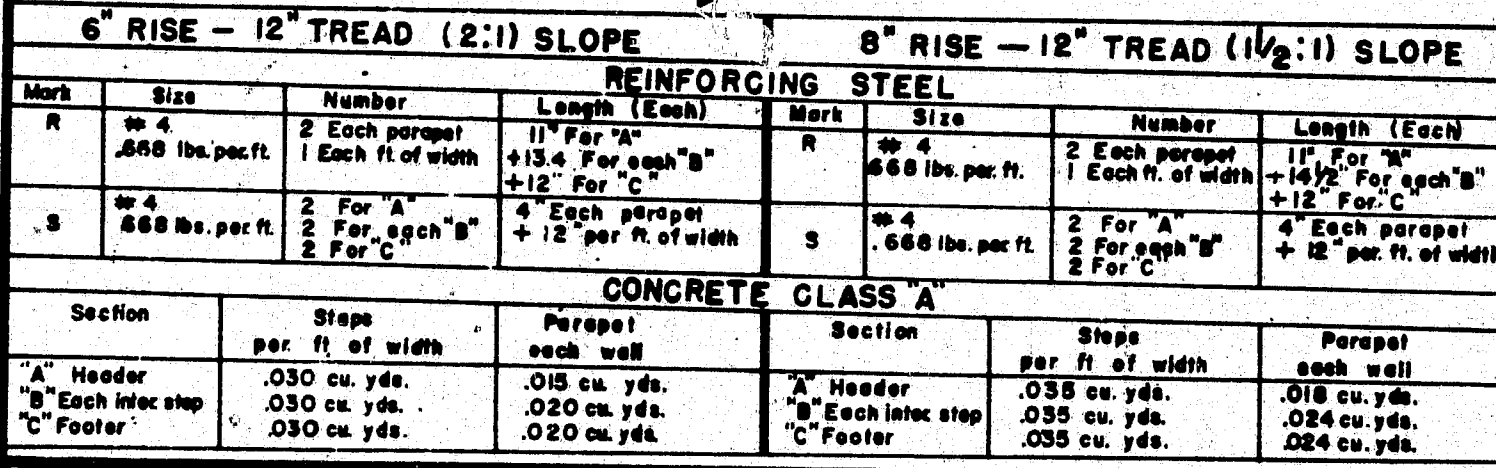 6" RISE — 12" TREAD (2:1) SLOPE
8" RISE — 12" TREAD (1 1/2:1) SLOPE
REINFORCING STEEL
Mark Size Number Length (Each)
R # 4 2 Each parapet 11" For "A"
.668 lbs. per. ft. 1 Each ft. of width +13.4 For each "B"
+12" For "C"
S # 4 2 For "A" 4" Each parapet
.668 lbs. per. ft. 2 For each "B" + 12" per ft. of width
2 For "C"
Mark Size Number Length (Each)
R # 4 2 Each parapet 11" For "A"
.668 lbs. per. ft. 1 Each ft. of width +14 1/2" For each "B"
+12" For "C"
S # 4 2 For "A" 4" Each parapet
.668 lbs. per ft. 2 For each "B" + 12" per. ft. of width
2 For "C"
CONCRETE CLASS "A"
Section Steps Parapet
per. ft of width each wall
"A" Header .030 cu. yds. .015 cu. yds.
"B" Each inter. step .030 cu. yds. .020 cu. yds.
"C" Footer .030 cu. yds. .020 cu. yds.
Section Steps Parapet
per ft of width each wall
"A" Header .035 cu. yds. .018 cu. yds.
"B" Each inter. step .035 cu. yds. .024 cu. yds.
"C" Footer .035 cu. yds. .024 cu. yds.